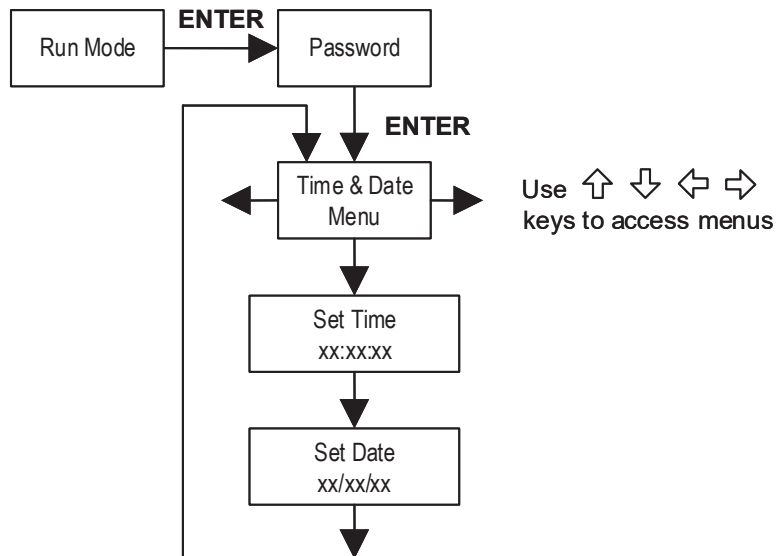 ENTER
Run Mode
Password
ENTER
Time & Date
Menu
Use
keys to access menus
Set Time
xx:xx:xx
Set Date
xx/xx/xx